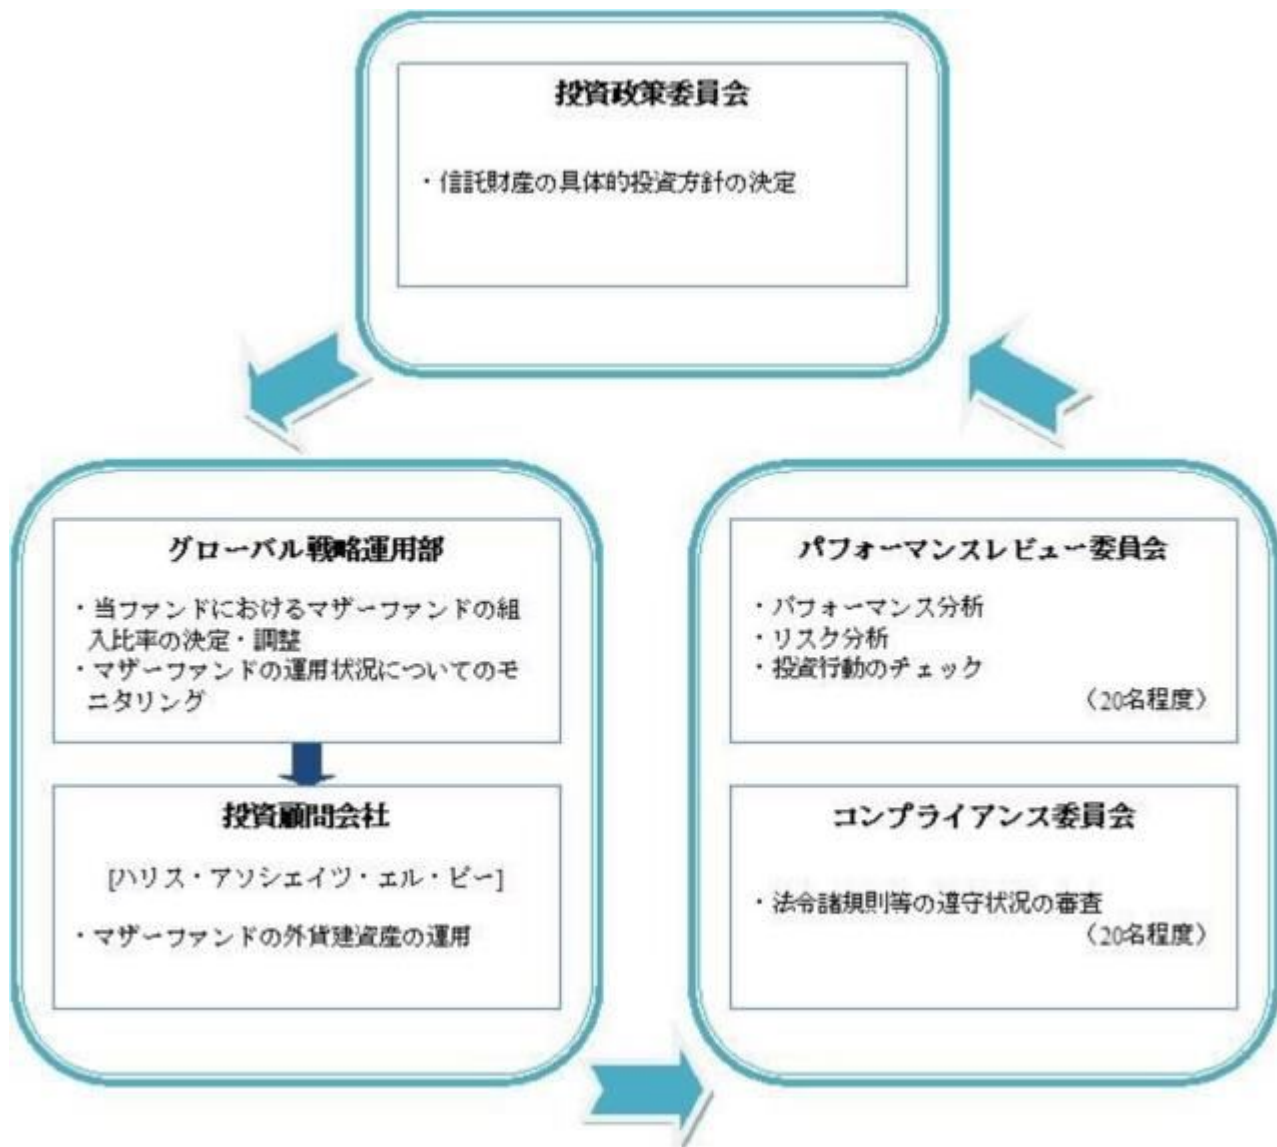 投資政策委員会
・信託財産の具体的投資方針の決定
グローバル戦略運用部
・当ファンドにおけるマザーファンドの組
入比率の決定・調整
・マザーファンドの運用状況についてのモ
ニタリング
投資顧問会社
[ハリス・アソシェイツ・エル・ピー]
・マザーファンドの外貨建資産の運用
パフォーマンスレビュー委員会
・パフォーマンス分析
・リスク分析
・投資行動のチェック
（20名程度）
コンプライアンス委員会
・法令諸規則等の遵守状況の審査
（20名程度）